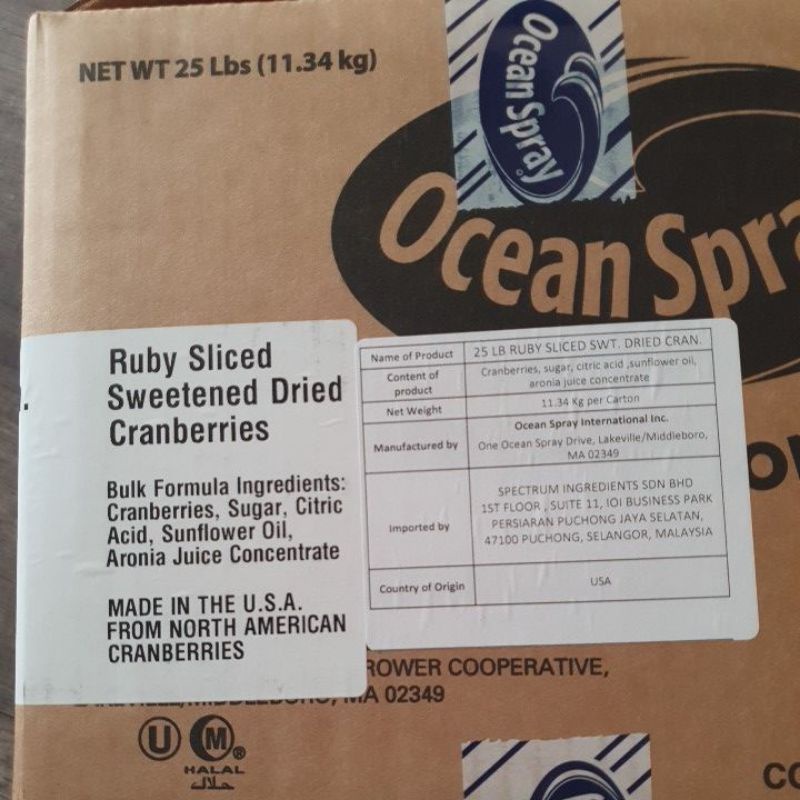 NET WT 25 Lbs (11.34 kg)
Ocean Spray
Ocean
Ruby Sliced
Sweetened Dried
Cranberries
Bulk Formula Ingredients:
Cranberries, Sugar, Citric
Acid, Sunflower Oil,
Aronia Juice Concentrate
MADE IN THE U.S.A.
FROM NORTH AMERICAN
CRANBERRIES
Name of Product 25 LB RUBY SLICED SWT. DRIED CRAN.
Content of product Cranberries, sugar, citric acid ,sunflower oil,
aronia juice concentrate
Net Weight 11.34 Kg per Carton
Manufactured by Ocean Spray International Inc.
One Ocean Spray Drive, Lakeville/Middleboro,
MA 02349
Imported by SPECTRUM INGREDIENTS SDN BHD
1ST FLOOR , SUITE 11, IOI BUSINESS PARK
PERSIARAN PUCHONG JAYA SELATAN,
47100 PUCHONG, SELANGOR, MALAYSIA
Country of Origin USA
COOPERATIVE,
MA 02349
U M ®
HALAL
حلال